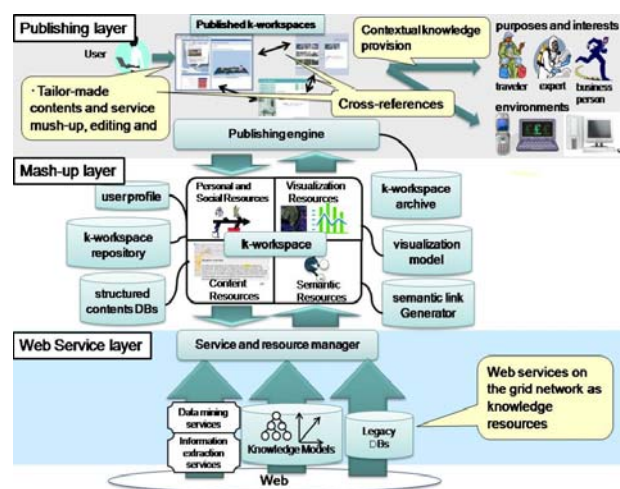 Publishing layer
Published k-workspaces
User
Contextual knowledge
provision
purposes and interests
traveler
expert
business
person
environments
· Tailor-made
contents and service
mush-up, editing and
Cross-references
Publishing engine
Mash-up layer
user profile
k-workspace
repository
structured
contents DBs
Personal and
Social Resources
Visualization
Resources
k-workspace
Content
Resources
Semantic
Resources
k-workspace
archive
visualization
model
semantic link
Generator
Web Service layer
Service and resource manager
Data mining
services
Information
extraction
services
Knowledge Models
Legacy
DBs
Web
Web services on
the grid network as
knowledge
resources